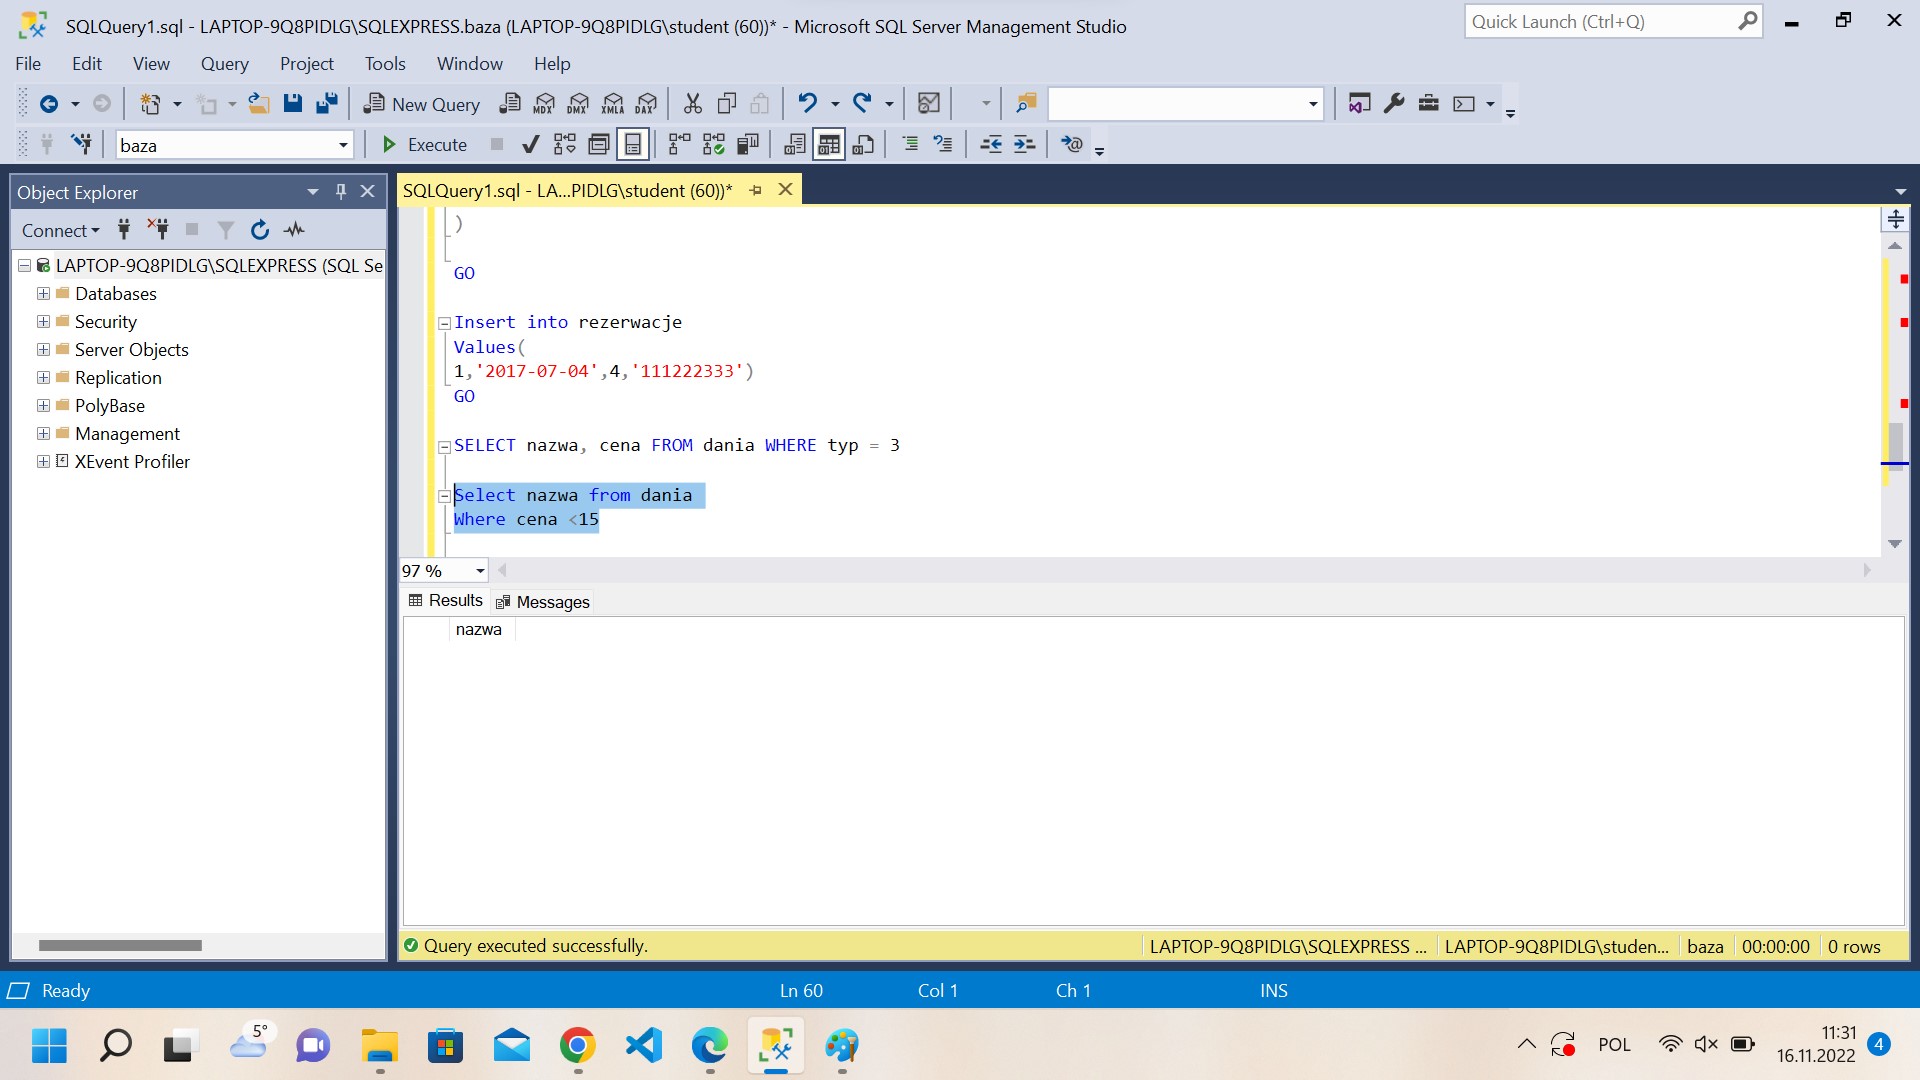 SQLQuery1.sql - LAPTOP-9Q8PIDLG\SQLEXPRESS.baza (LAPTOP-9Q8PIDLG\student (60))* - Microsoft SQL Server Management Studio
Quick Launch (Ctrl+Q)
File Edit View Query Project Tools Window Help
New Query MDX DMX XMLA DAX
baza Execute
Object Explorer
SQLQuery1.sql - LA...PIDLG\student (60))*
Connect
LAPTOP-9Q8PIDLG\SQLEXPRESS (SQL Se
Databases
Security
Server Objects
Replication
PolyBase
Management
XEvent Profiler
)
GO
Insert into rezerwacje
Values(
1,'2017-07-04',4,'111222333')
GO
SELECT nazwa, cena FROM dania WHERE typ = 3
Select nazwa from dania
Where cena <15
97 %
Results Messages
nazwa
Query executed successfully.
LAPTOP-9Q8PIDLG\SQLEXPRESS ... LAPTOP-9Q8PIDLG\studen... baza 00:00:00 0 rows
Ready Ln 60 Col 1 Ch 1 INS
5°
POL
11:31
16.11.2022
4